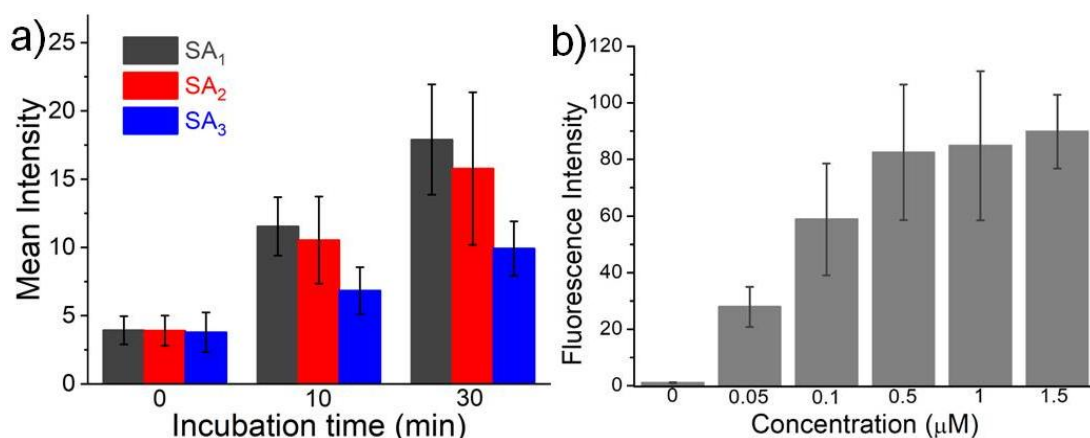 a)
SA₁
SA₂
SA₃
Mean Intensity
25
20
15
10
5
0
0 10 30
Incubation time (min)
b)
Fluorescence Intensity
120
100
80
60
40
20
0
0 0.05 0.1 0.5 1 1.5
Concentration (μM)